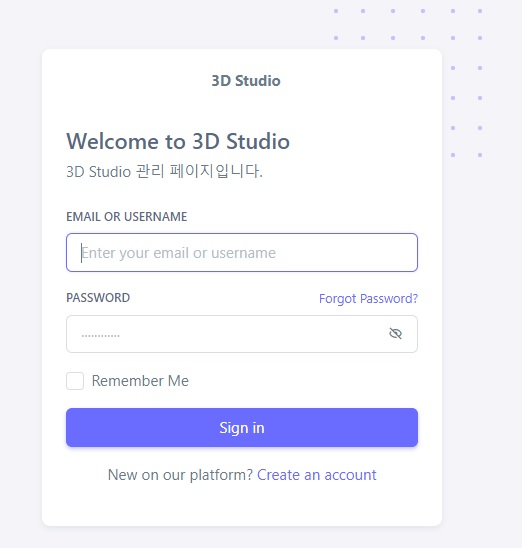 3D Studio
Welcome to 3D Studio
3D Studio 관리 페이지입니다.
EMAIL OR USERNAME
Enter your email or username
PASSWORD Forgot Password?
............
Remember Me
Sign in
New on our platform? Create an account